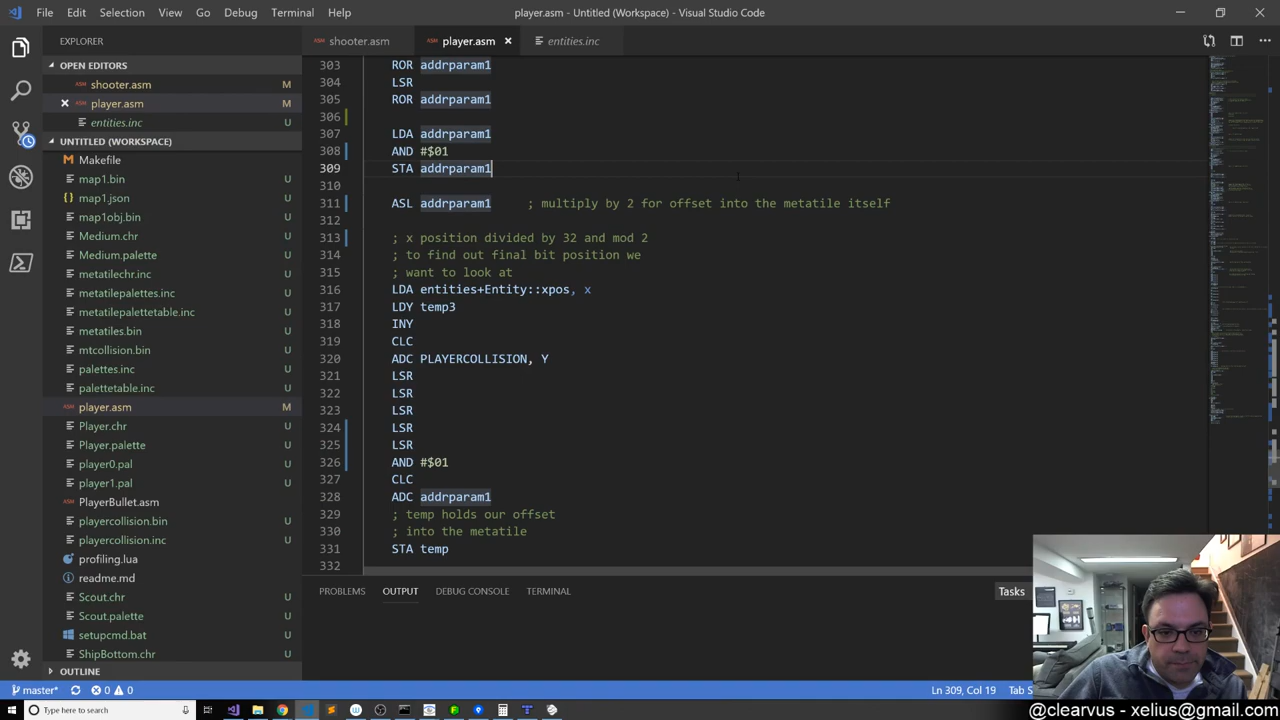 File Edit Selection View Go Debug Terminal Help
player.asm - Untitled (Workspace) - Visual Studio Code
EXPLORER
shooter.asm player.asm entities.inc
OPEN EDITORS
shooter.asm M
player.asm M
entities.inc U
UNTITLED (WORKSPACE)
Makefile
map1.bin U
map1.json U
map1obj.bin U
Medium.chr U
Medium.palette U
metatilechr.inc U
metatilepalettes.inc U
metatilepalettetable.inc U
metatiles.bin U
mtcollision.bin U
palettes.inc U
palettetable.inc U
player.asm M
Player.chr U
Player.palette U
player0.pal U
player1.pal U
PlayerBullet.asm
playercollision.bin U
playercollision.inc U
profiling.lua U
readme.md U
Scout.chr U
Scout.palette U
setupcmd.bat U
ShipBottom.chr U
OUTLINE
303 ROR addrparam1
304 LSR
305 ROR addrparam1
306
307 LDA addrparam1
308 AND #$01
309 STA addrparam1
310
311 ASL addrparam1 ; multiply by 2 for offset into the metatile itself
312
313 ; x position divided by 32 and mod 2
314 ; to get our final bit position we
315 ; want to look at
316 LDA entities+Entity::xpos, x
317 LDY temp3
318 INY
319 CLC
320 ADC PLAYERCOLLISION, Y
321 LSR
322 LSR
323 LSR
324 LSR
325 LSR
326 AND #$01
327 CLC
328 ADC addrparam1
329 ; temp holds our offset
330 ; into the metatile
331 STA temp
332
PROBLEMS OUTPUT DEBUG CONSOLE TERMINAL
Tasks
master* 0 0
Ln 309, Col 19 Tab S
Type here to search
@clearvus - xelius@gmail.com